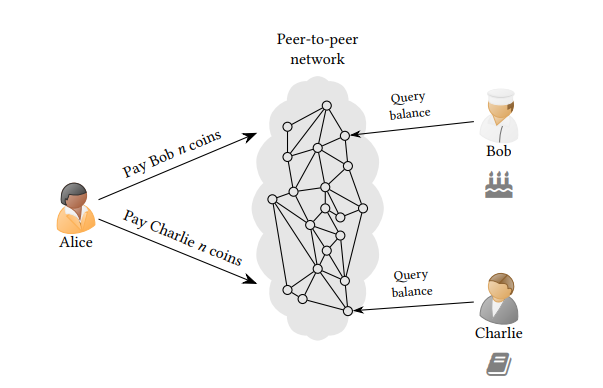 Peer-to-peer
network
Query
balance
Bob
Pay Bob n coins
Alice
Pay Charlie n coins
Query
balance
Charlie